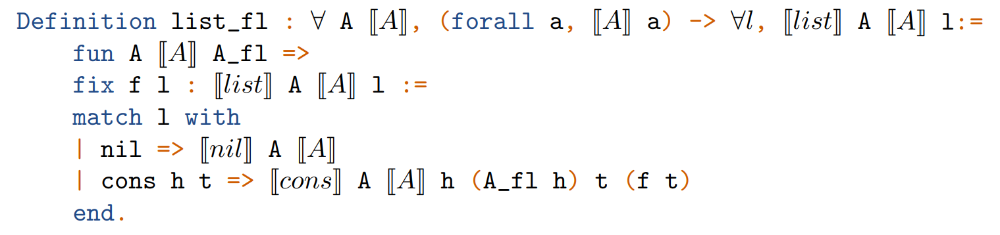 Definition list_fl : ∀ A ⟦A⟧, (forall a, ⟦A⟧ a) -> ∀l, ⟦list⟧ A ⟦A⟧ l:=
fun A ⟦A⟧ A_fl =>
fix f l : ⟦list⟧ A ⟦A⟧ l :=
match l with
| nil => ⟦nil⟧ A ⟦A⟧
| cons h t => ⟦cons⟧ A ⟦A⟧ h (A_fl h) t (f t)
end.